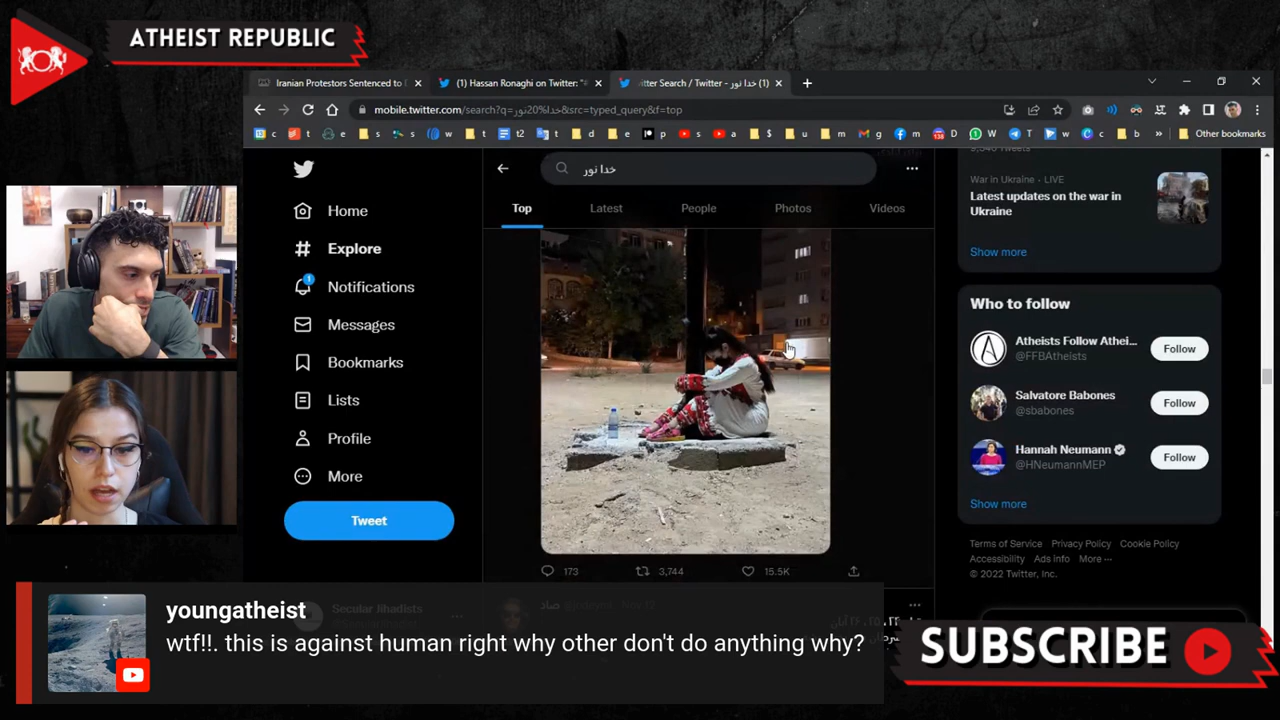 ATHEIST REPUBLIC
Iranian Protestors Sentenced to
(1) Hassan Ronaghi on Twitter: "
(1) خدا نور - Twitter Search / Twitter
mobile.twitter.com/search?q=خدا%20نور&src=typed_query&f=top
Other bookmarks
خدا نور
Top
Latest
People
Photos
Videos
Home
Explore
Notifications
Messages
Bookmarks
Lists
Profile
More
Tweet
Secular Jihadists
173
3,744
15.5K
Nov 12
War in Ukraine · LIVE
Latest updates on the war in
Ukraine
Show more
Who to follow
Atheists Follow Athei...
@FFBAtheists
Follow
Salvatore Babones
@sbabones
Follow
Hannah Neumann
@HNeumannMEP
Follow
Show more
Terms of Service Privacy Policy Cookie Policy
Accessibility Ads info More ···
© 2022 Twitter, Inc.
youngatheist
wtf!!. this is against human right why other don't do anything why?
SUBSCRIBE